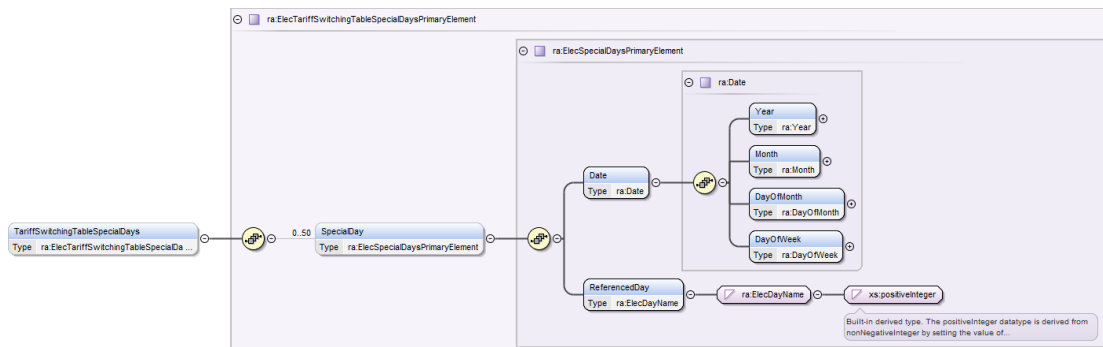 ra:ElecTariffSwitchingTableSpecialDaysPrimaryElement
ra:ElecSpecialDaysPrimaryElement
ra:Date
Year
Type ra:Year
Month
Type ra:Month
Date
Type ra:Date
DayOfMonth
Type ra:DayOfMonth
TariffSwitchingTableSpecialDays
Type ra:ElecTariffSwitchingTableSpecialDa ...
0..50
SpecialDay
Type ra:ElecSpecialDaysPrimaryElement
DayOfWeek
Type ra:DayOfWeek
ReferencedDay
Type ra:ElecDayName
ra:ElecDayName
xs:positiveInteger
Built-in derived type. The positiveInteger datatype is derived from
nonNegativeInteger by setting the value of...